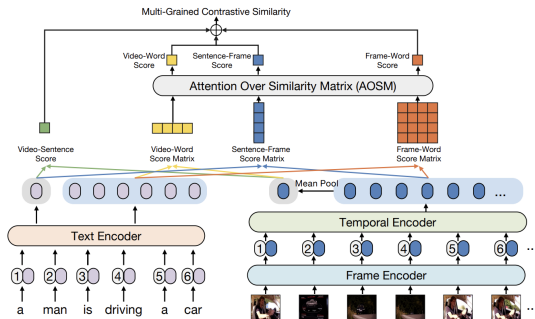 Multi-Grained Contrastive Similarity
Video-Word Score
Sentence-Frame Score
Frame-Word Score
Attention Over Similarity Matrix (AOSM)
Video-Sentence Score
Video-Word Score Matrix
Sentence-Frame Score Matrix
Frame-Word Score Matrix
Mean Pool
...
Text Encoder
Temporal Encoder
1 2 3 4 5 6 ...
Frame Encoder
1 2 3 4 5 6
a man is driving a car
...